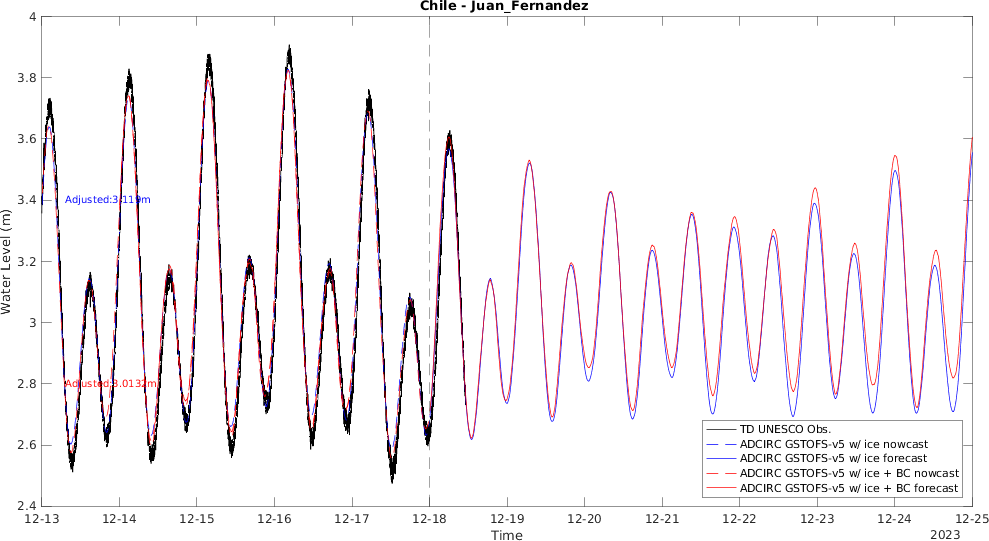 Chile - Juan_Fernandez
4
3.8
3.6
3.4
3.2
3
2.8
2.6
2.4
Water Level (m)
Adjusted:3.119m
Adjusted:3.0132m
TD UNESCO Obs.
ADCIRC GSTOFS-v5 w/ ice nowcast
ADCIRC GSTOFS-v5 w/ ice forecast
ADCIRC GSTOFS-v5 w/ ice + BC nowcast
ADCIRC GSTOFS-v5 w/ ice + BC forecast
12-13 12-14 12-15 12-16 12-17 12-18 12-19 12-20 12-21 12-22 12-23 12-24 12-25
Time
2023